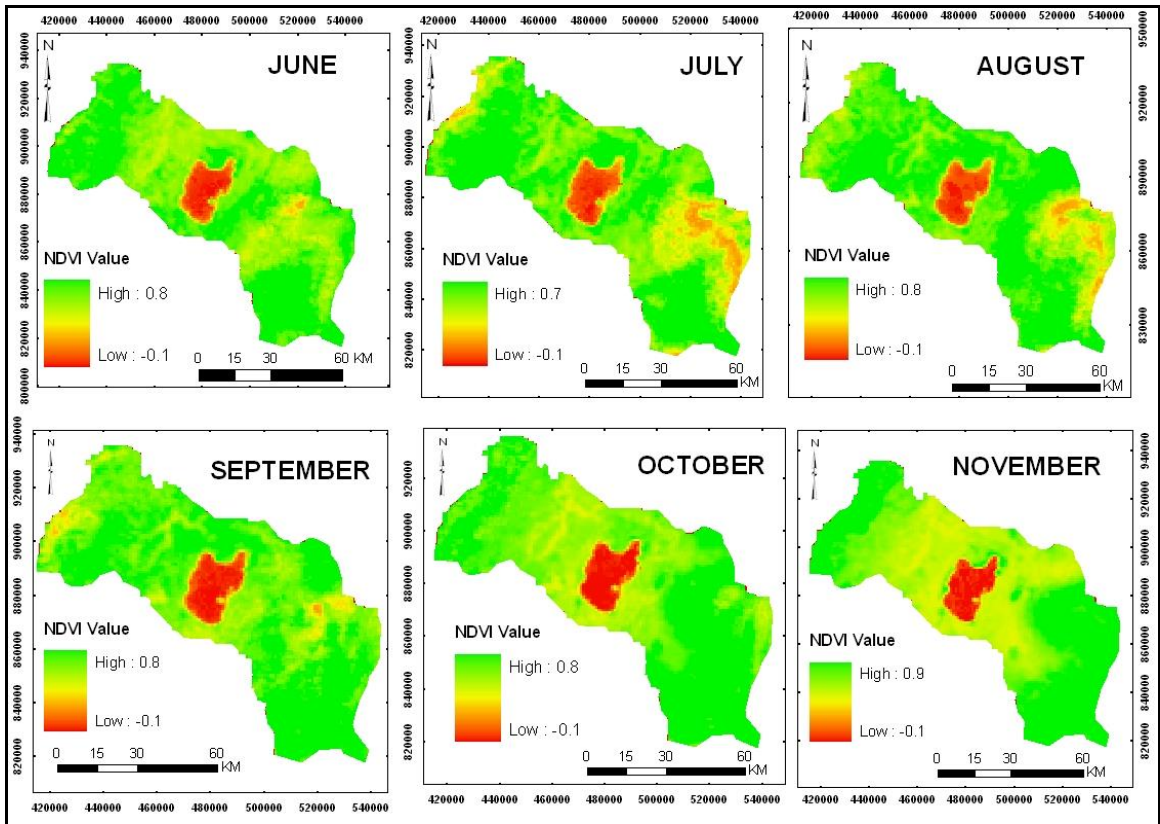 420000 440000 460000 480000 500000 520000 540000
420000 440000 460000 480000 500000 520000 540000
420000 440000 460000 480000 500000 520000 540000
N
JUNE
940000
920000
900000
880000
860000
840000
820000
800000
NDVI Value
High : 0.8
Low : -0.1
0 15 30 60
KM
N
JULY
940000
920000
900000
880000
860000
840000
820000
NDVI Value
High : 0.7
Low : -0.1
0 15 30 60
KM
N
AUGUST
950000
920000
890000
860000
830000
NDVI Value
High : 0.8
Low : -0.1
0 15 30 60
KM
N
SEPTEMBER
940000
920000
900000
880000
860000
840000
820000
NDVI Value
High : 0.8
Low : -0.1
0 15 30 60
KM
N
OCTOBER
920000
900000
880000
860000
840000
820000
NDVI Value
High : 0.8
Low : -0.1
0 15 30 60
KM
N
NOVEMBER
940000
920000
900000
880000
860000
840000
820000
NDVI Value
High : 0.9
Low : -0.1
0 15 30 60
KM
420000 440000 460000 480000 500000 520000 540000
420000 440000 460000 480000 500000 520000 540000
420000 440000 460000 480000 500000 520000 540000